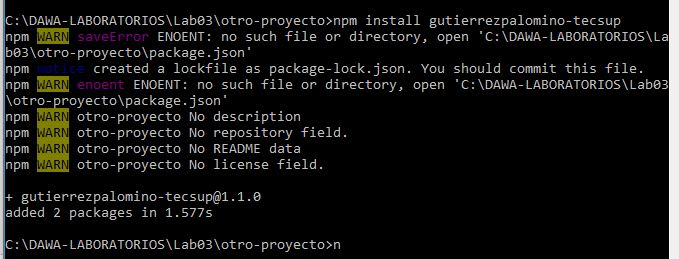 C:\DAWA-LABORATORIOS\Lab03\otro-proyecto>npm install gutierrezpalomino-tecsup
npm WARN saveError ENOENT: no such file or directory, open 'C:\DAWA-LABORATORIOS\La
b03\otro-proyecto\package.json'
npm notice created a lockfile as package-lock.json. You should commit this file.
npm WARN enoent ENOENT: no such file or directory, open 'C:\DAWA-LABORATORIOS\Lab03
\otro-proyecto\package.json'
npm WARN otro-proyecto No description
npm WARN otro-proyecto No repository field.
npm WARN otro-proyecto No README data
npm WARN otro-proyecto No license field.
+ gutierrezpalomino-tecsup@1.1.0
added 2 packages in 1.577s
C:\DAWA-LABORATORIOS\Lab03\otro-proyecto>n